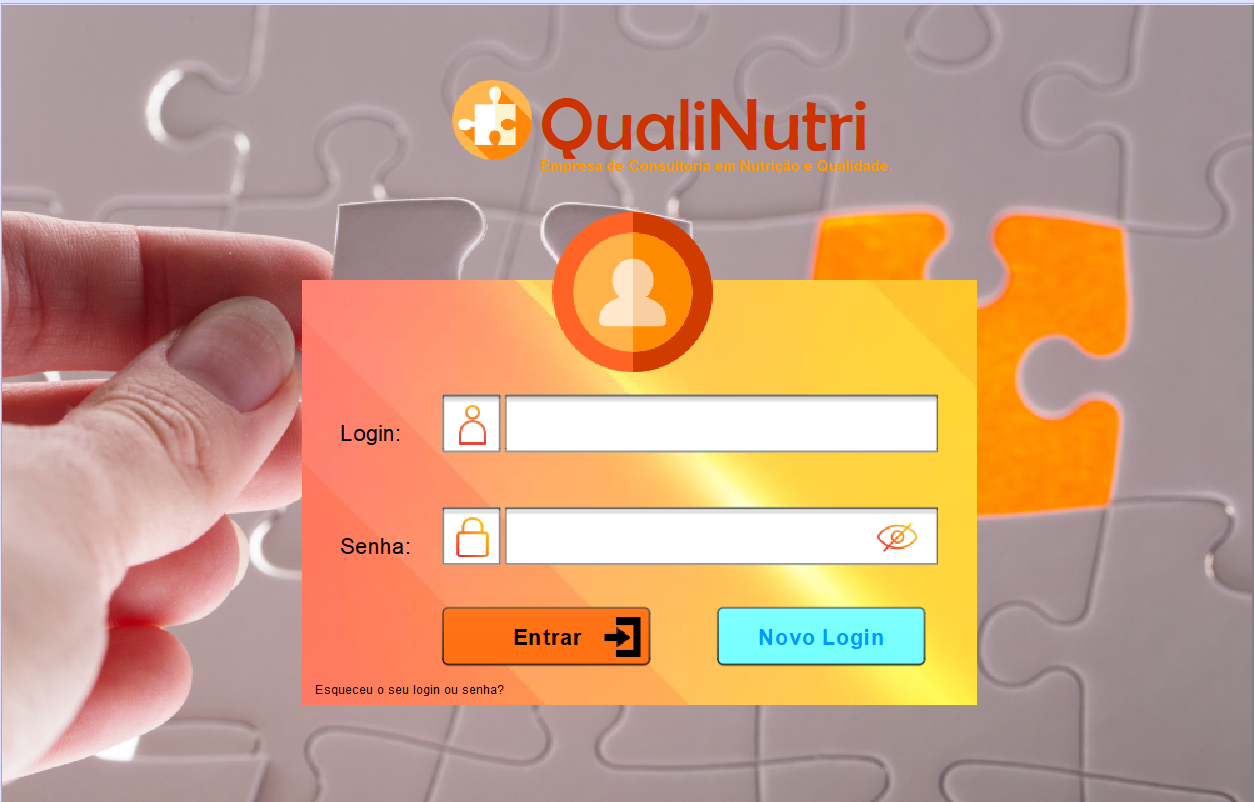 QualiNutri
Empresa de Consultoria em Nutrição e Qualidade.
Login:
Senha:
Entrar
Novo Login
Esqueceu o seu login ou senha?